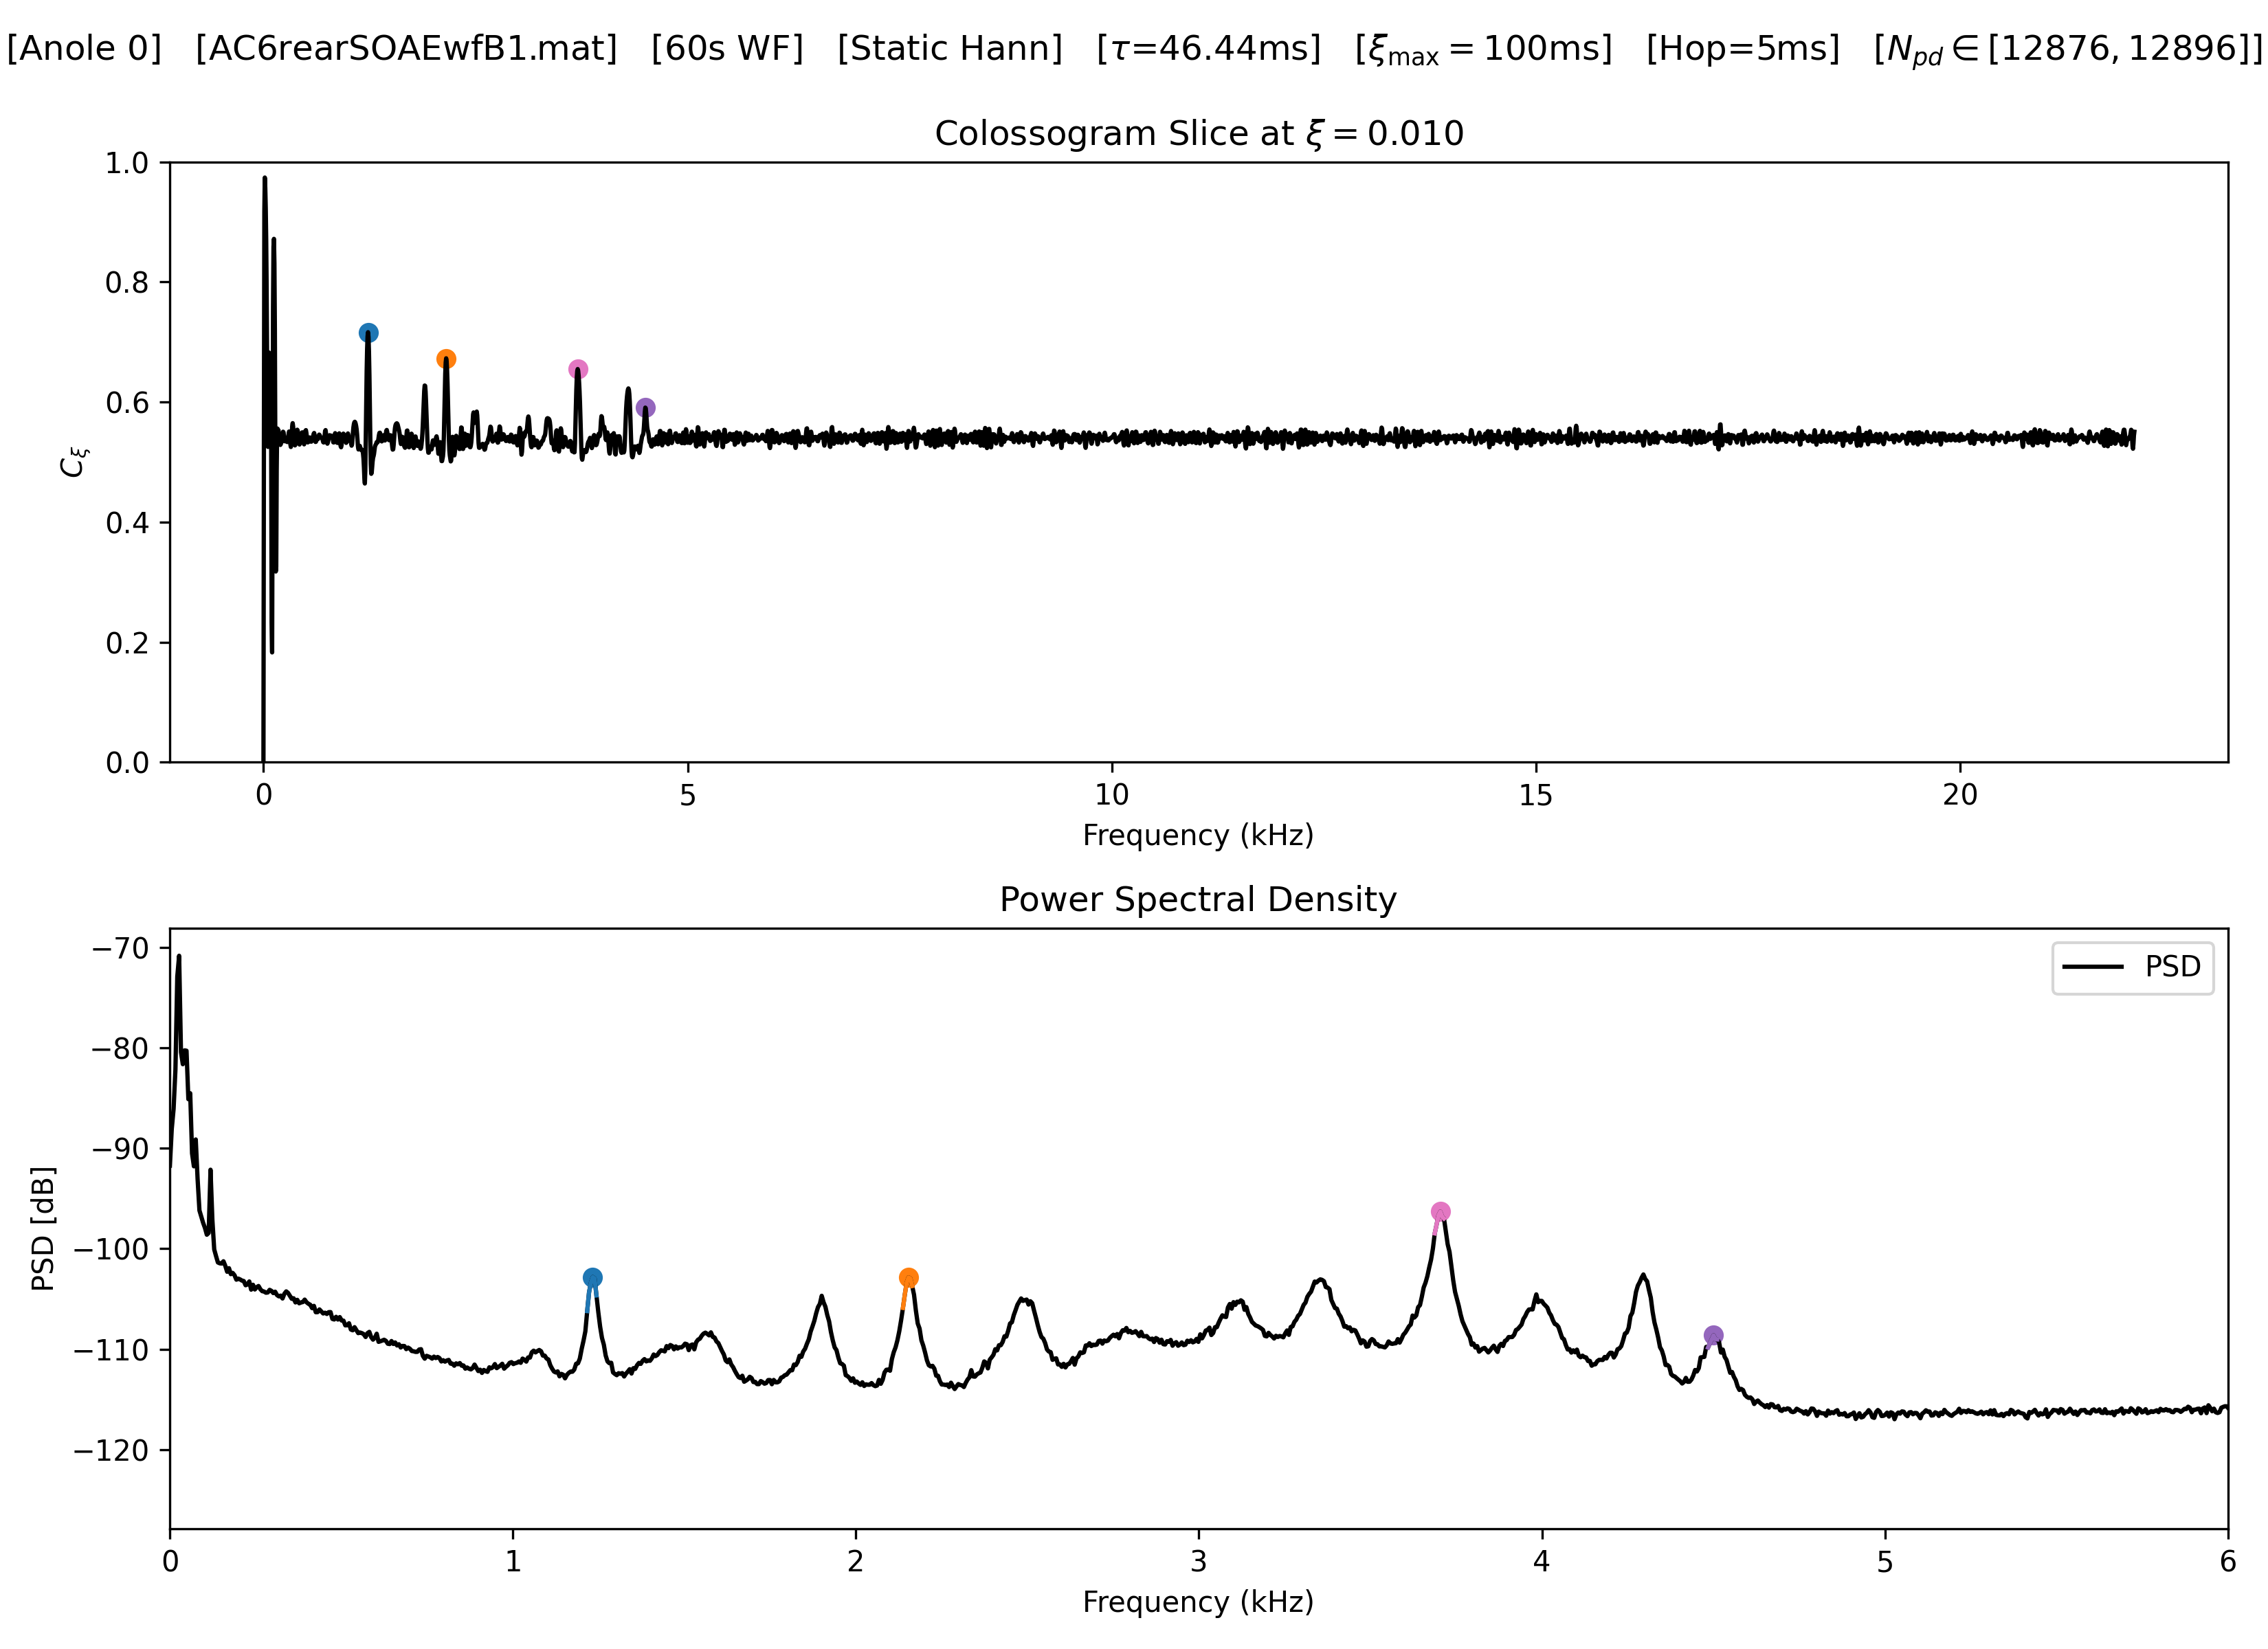 [Anole 0] [AC6rearSOAEwfB1.mat] [60s WF] [Static Hann] [τ=46.44ms] [ξmax = 100ms] [Hop=5ms] [Npd ∈ [12876, 12896]]
Colossogram Slice at ξ = 0.010
1.0
0.8
0.6
0.4
0.2
0.0
Cξ
0 5 10 15 20
Frequency (kHz)
Power Spectral Density
PSD
−70
−80
−90
−100
−110
−120
PSD [dB]
0 1 2 3 4 5 6
Frequency (kHz)